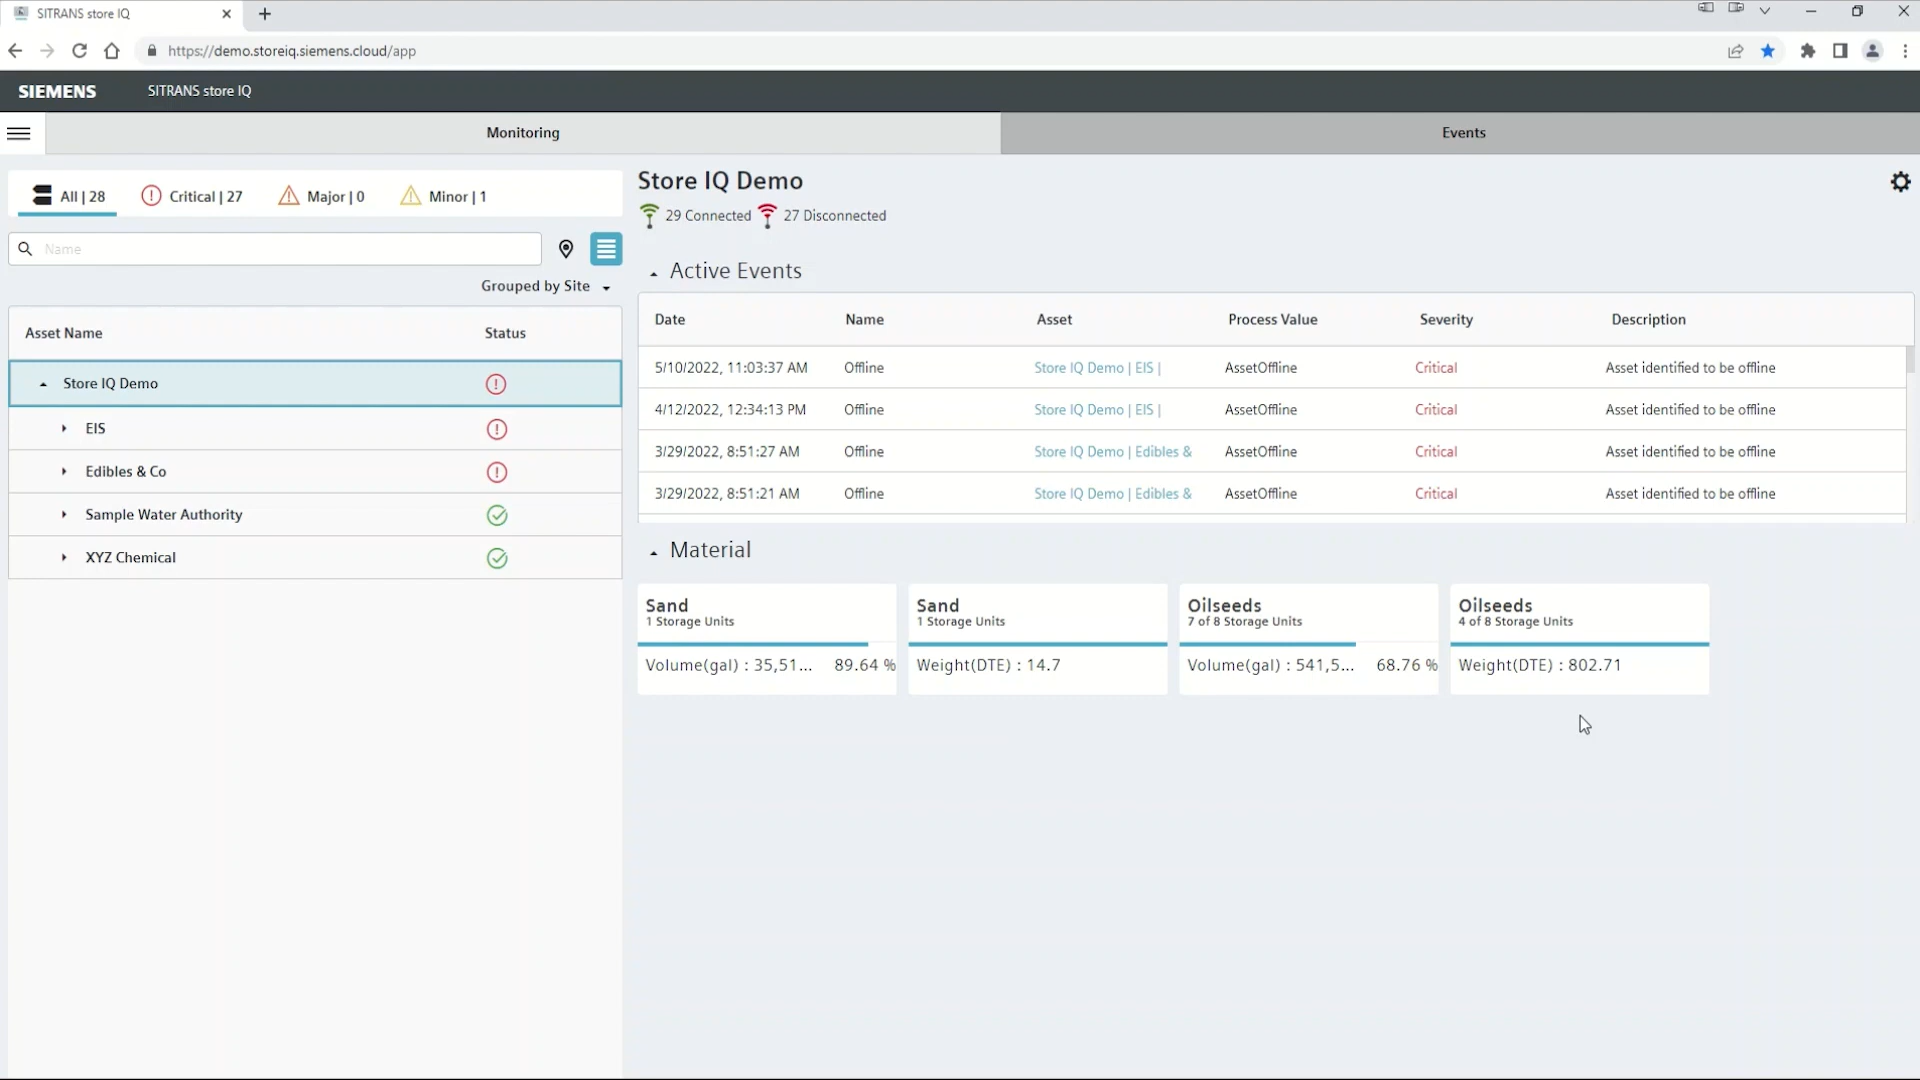 SITRANS store IQ
https://demo.storeiq.siemens.cloud/app
SIEMENS SITRANS store IQ
Monitoring Events
All | 28 Critical | 27 Major | 0 Minor | 1
Name
Grouped by Site
Asset Name Status
Store IQ Demo
EIS
Edibles & Co
Sample Water Authority
XYZ Chemical
Store IQ Demo
29 Connected 27 Disconnected
Active Events
Date Name Asset Process Value Severity Description
5/10/2022, 11:03:37 AM Offline Store IQ Demo | EIS | AssetOffline Critical Asset identified to be offline
4/12/2022, 12:34:13 PM Offline Store IQ Demo | EIS | AssetOffline Critical Asset identified to be offline
3/29/2022, 8:51:27 AM Offline Store IQ Demo | Edibles & AssetOffline Critical Asset identified to be offline
3/29/2022, 8:51:21 AM Offline Store IQ Demo | Edibles & AssetOffline Critical Asset identified to be offline
Material
Sand
1 Storage Units
Volume(gal) : 35,51... 89.64 %
Sand
1 Storage Units
Weight(DTE) : 14.7
Oilseeds
7 of 8 Storage Units
Volume(gal) : 541,5... 68.76 %
Oilseeds
4 of 8 Storage Units
Weight(DTE) : 802.71